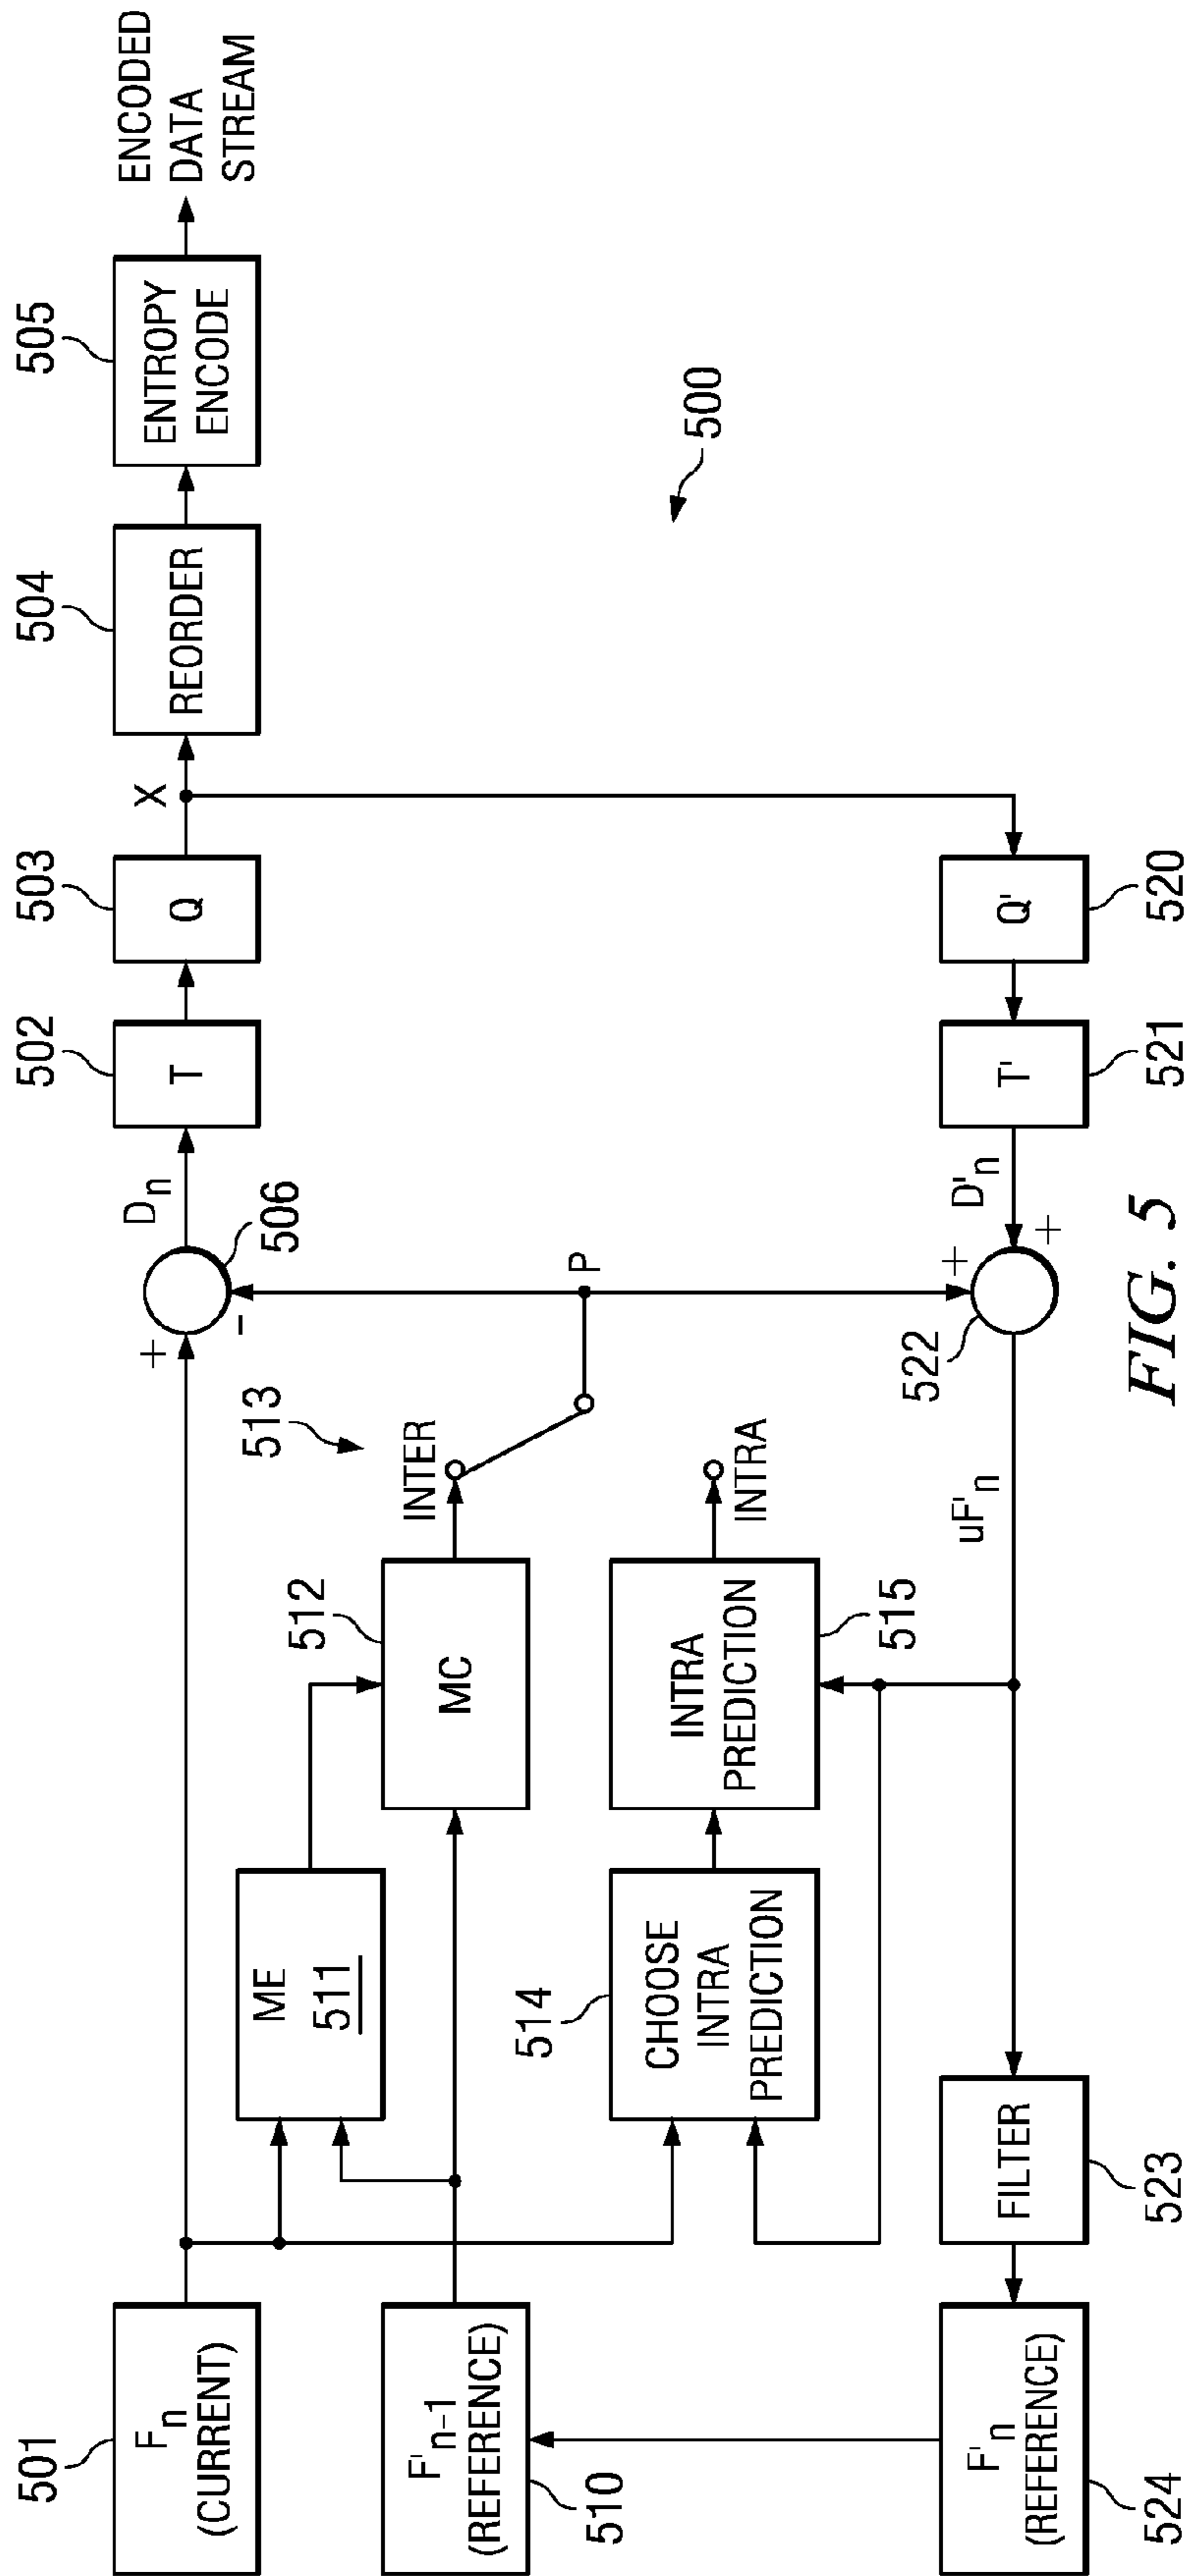 501
F n
(CURRENT)
+
-
506
D n
502
T
503
Q
X
504
REORDER
505
ENTROPY
ENCODE
ENCODED
DATA
STREAM
ME
511
512
MC
INTER
513
P
500
F' n-1
(REFERENCE)
510
514
CHOOSE
INTRA
PREDICTION
INTRA
PREDICTION
515
INTRA
F' n
(REFERENCE)
524
FILTER
523
uF' n
522
+
+
D' n
T'
521
Q'
520
FIG. 5